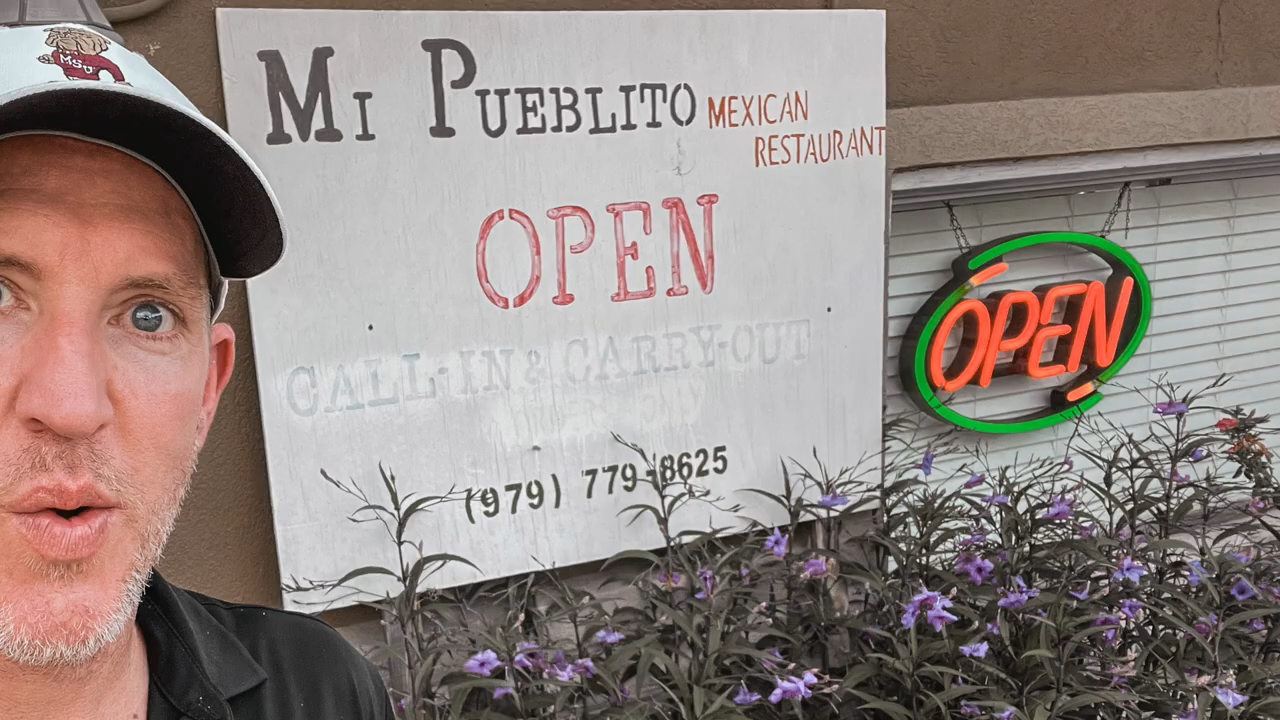 MSU
MI PUEBLITO MEXICAN
RESTAURANT
OPEN
CALL-IN & CARRY-OUT
(979) 779-8625
OPEN